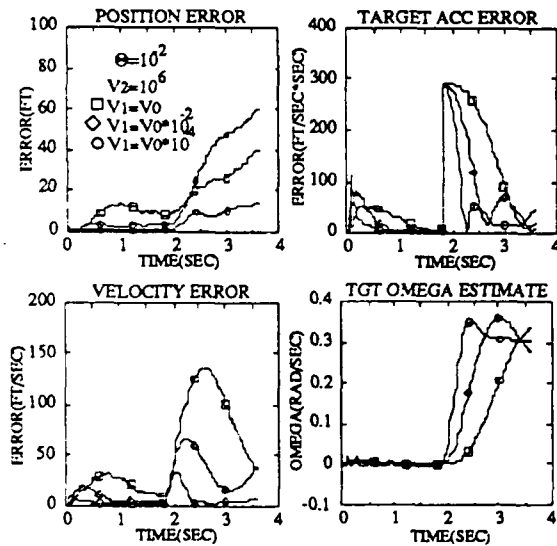 POSITION ERROR
ERROR(FT)
100
80
60
40
20
0
Θ=10²
V2=10⁶
V1=V0
V1=V0*10⁻²
V1=V0*10⁻⁴
0 1 2 3 4
TIME(SEC)
TARGET ACC ERROR
ERROR(FT/SEC*SEC)
400
300
200
100
0
0 1 2 3 4
TIME(SEC)
VELOCITY ERROR
ERROR(FT/SEC)
200
150
100
50
0
0 1 2 3 4
TIME(SEC)
TGT OMEGA ESTIMATE
OMEGA(RAD/SEC)
0.4
0.3
0.2
0.1
0
-0.1
0 1 2 3 4
TIME(SEC)